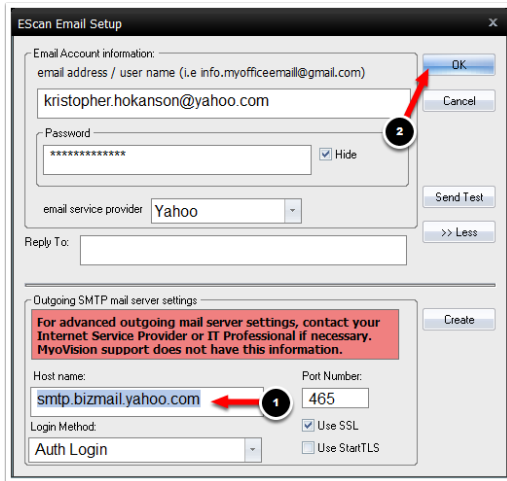 EScan Email Setup
x
Email Account information:
email address / user name (i.e info.myofficeemaill@gmail.com)
OK
kristopher.hokanson@yahoo.com
Cancel
2
Password
*************
Hide
email service provider
Yahoo
Send Test
>> Less
Reply To:
Outgoing SMTP mail server settings
For advanced outgoing mail server settings, contact your
Internet Service Provider or IT Professional if necessary.
MyoVision support does not have this information.
Create
Host name:
Port Number:
smtp.bizmail.yahoo.com
1
465
Login Method:
Use SSL
Auth Login
Use StartTLS